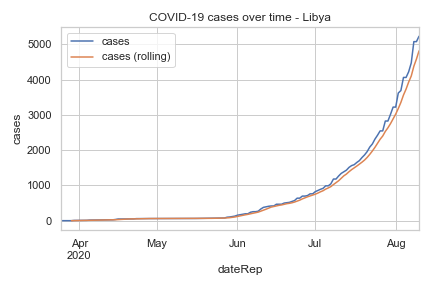 COVID-19 cases over time - Libya
cases
cases (rolling)
cases
5000
4000
3000
2000
1000
0
Apr
2020
May
Jun
Jul
Aug
dateRep